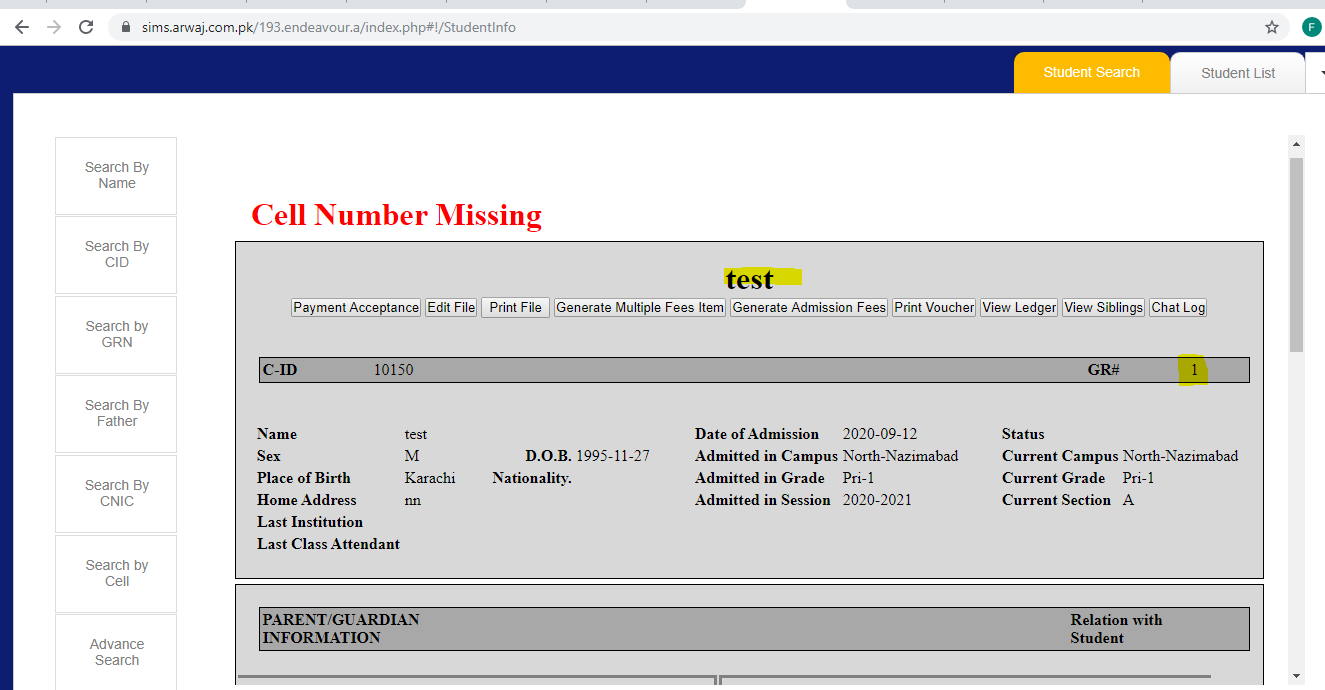 sims.arwaj.com.pk/193.endeavour.a/index.php#!/StudentInfo
F
Student Search
Student List
Search By
Name
Search By
CID
Search by
GRN
Search By
Father
Search By
CNIC
Search by
Cell
Advance
Search
Cell Number Missing
test
Payment Acceptance Edit File Print File Generate Multiple Fees Item Generate Admission Fees Print Voucher View Ledger View Siblings Chat Log
C-ID 10150 GR# 1
Name test Date of Admission 2020-09-12 Status
Sex M D.O.B. 1995-11-27 Admitted in Campus North-Nazimabad Current Campus North-Nazimabad
Place of Birth Karachi Nationality. Admitted in Grade Pri-1 Current Grade Pri-1
Home Address nn Admitted in Session 2020-2021 Current Section A
Last Institution
Last Class Attendant
PARENT/GUARDIAN
INFORMATION
Relation with
Student